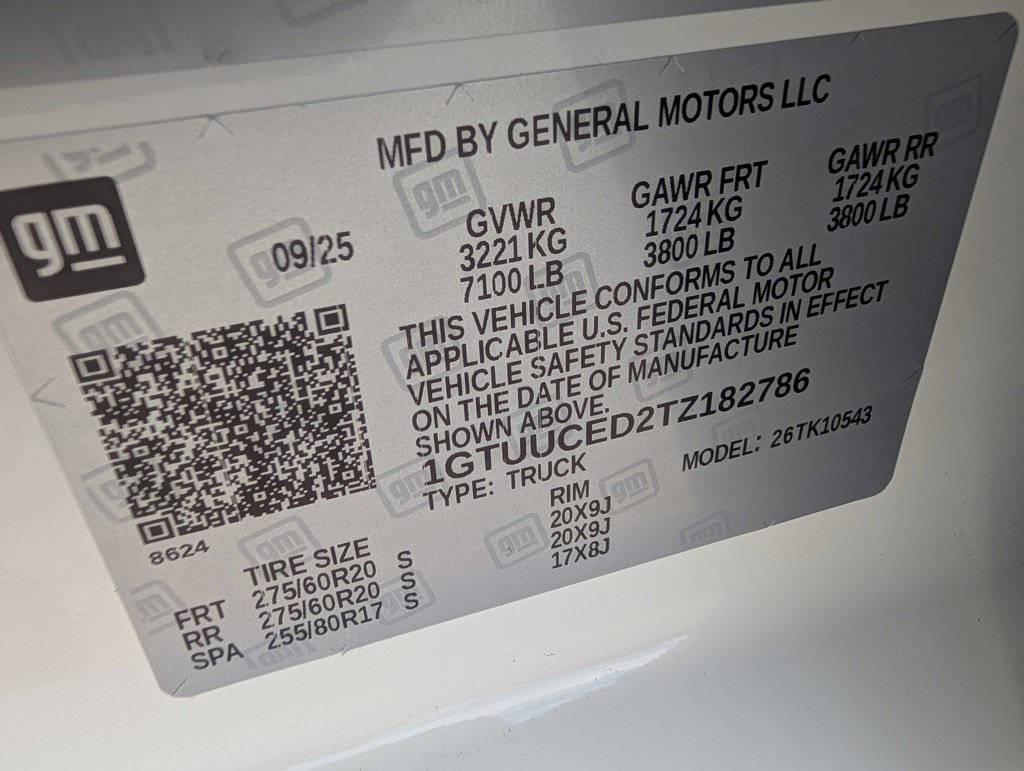 MFD BY GENERAL MOTORS LLC
gm
09/25
GVWR GAWR FRT GAWR RR
3221 KG 1724 KG 1724 KG
7100 LB 3800 LB 3800 LB
THIS VEHICLE CONFORMS TO ALL
APPLICABLE U.S. FEDERAL MOTOR
VEHICLE SAFETY STANDARDS IN EFFECT
ON THE DATE OF MANUFACTURE
SHOWN ABOVE.
1GTUUCED2TZ182786
TYPE: TRUCK MODEL: 26TK10543
8624
TIRE SIZE RIM
FRT 275/60R20 S 20X9J
RR 275/60R20 S 20X9J
SPA 255/80R17 S 17X8J